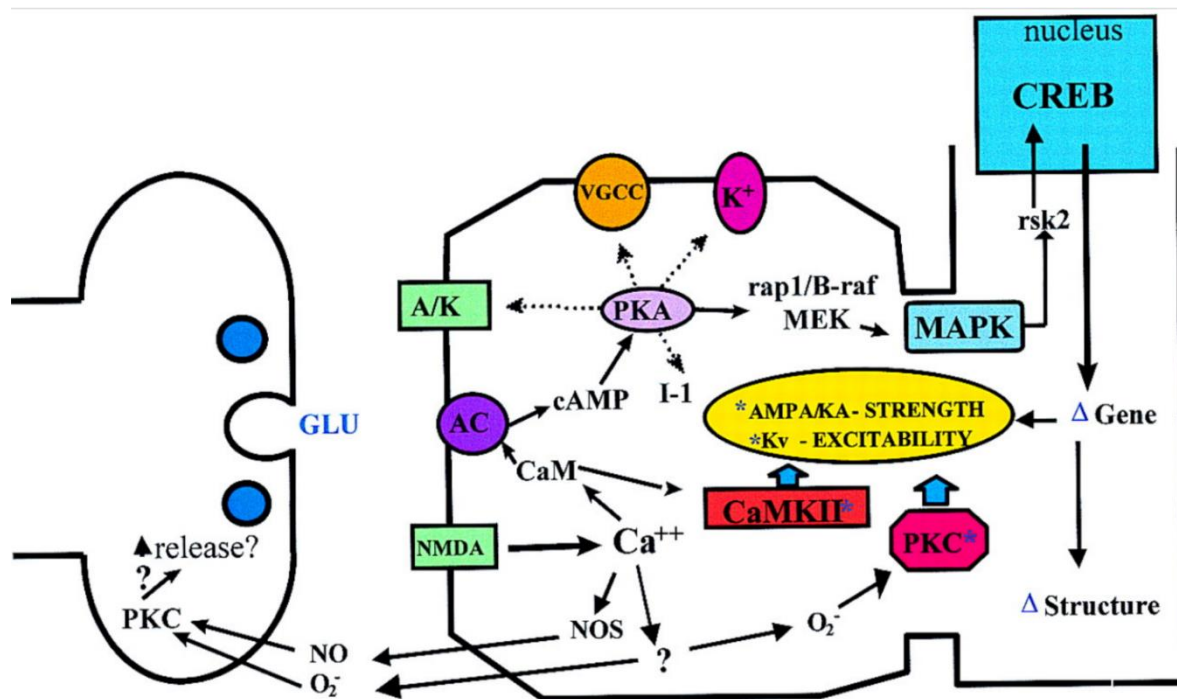 nucleus
CREB
VGCC
K⁺
rsk2
A/K
PKA
rap1/B-raf
MEK
MAPK
I-1
cAMP
*AMPA/KA- STRENGTH
*Kv - EXCITABILITY
Δ Gene
GLU
AC
CaM
CaMKII*
NMDA
Ca⁺⁺
PKC*
release?
?
PKC
NOS
?
O₂⁻
Δ Structure
NO
O₂⁻